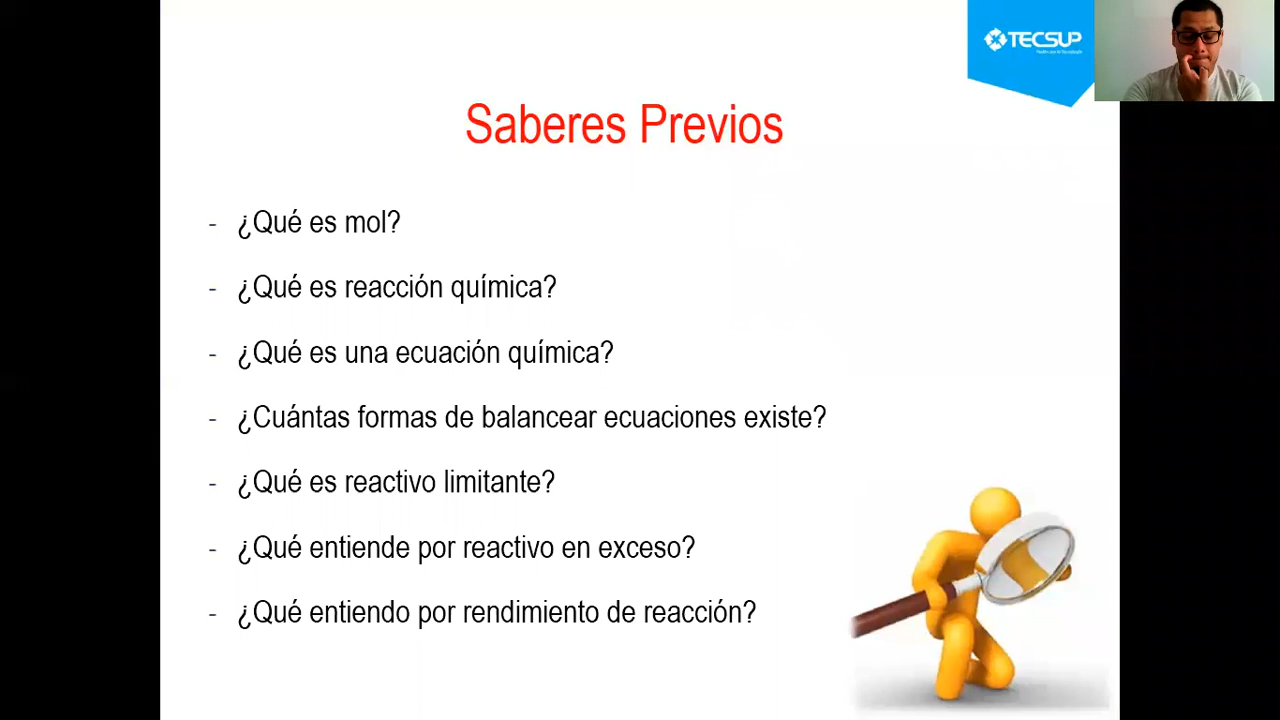 TECSUP
Saberes Previos
- ¿Qué es mol?
- ¿Qué es reacción química?
- ¿Qué es una ecuación química?
- ¿Cuántas formas de balancear ecuaciones existe?
- ¿Qué es reactivo limitante?
- ¿Qué entiende por reactivo en exceso?
- ¿Qué entiendo por rendimiento de reacción?